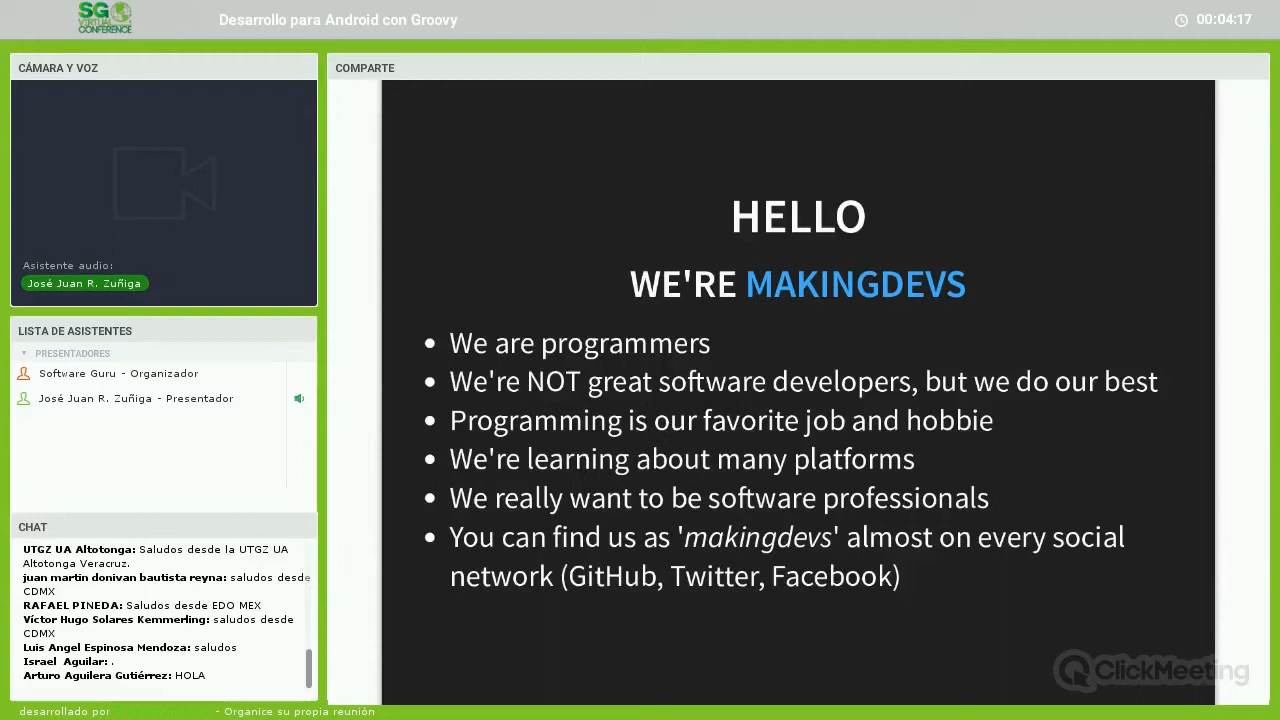 SG
VIRTUAL
CONFERENCE
Desarrollo para Android con Groovy
00:04:17
CÁMARA Y VOZ
Asistente audio:
José Juan R. Zuñiga
LISTA DE ASISTENTES
PRESENTADORES
Software Guru - Organizador
José Juan R. Zuñiga - Presentador
CHAT
UTGZ UA Altotonga: Saludos desde la UTGZ UA
Altotonga Veracruz.
juan martin donivan bautista reyna: saludos desde
CDMX
RAFAEL PINEDA: Saludos desde EDO MEX
Víctor Hugo Solares Kemmerling: saludos desde
CDMX
Luis Angel Espinosa Mendoza: saludos
Israel Aguilar: .
Arturo Aguilera Gutiérrez: HOLA
COMPARTE
HELLO
WE'RE MAKINGDEVS
• We are programmers
• We're NOT great software developers, but we do our best
• Programming is our favorite job and hobbie
• We're learning about many platforms
• We really want to be software professionals
• You can find us as 'makingdevs' almost on every social
network (GitHub, Twitter, Facebook)
ClickMeeting
desarrollado por - Organice su propia reunión